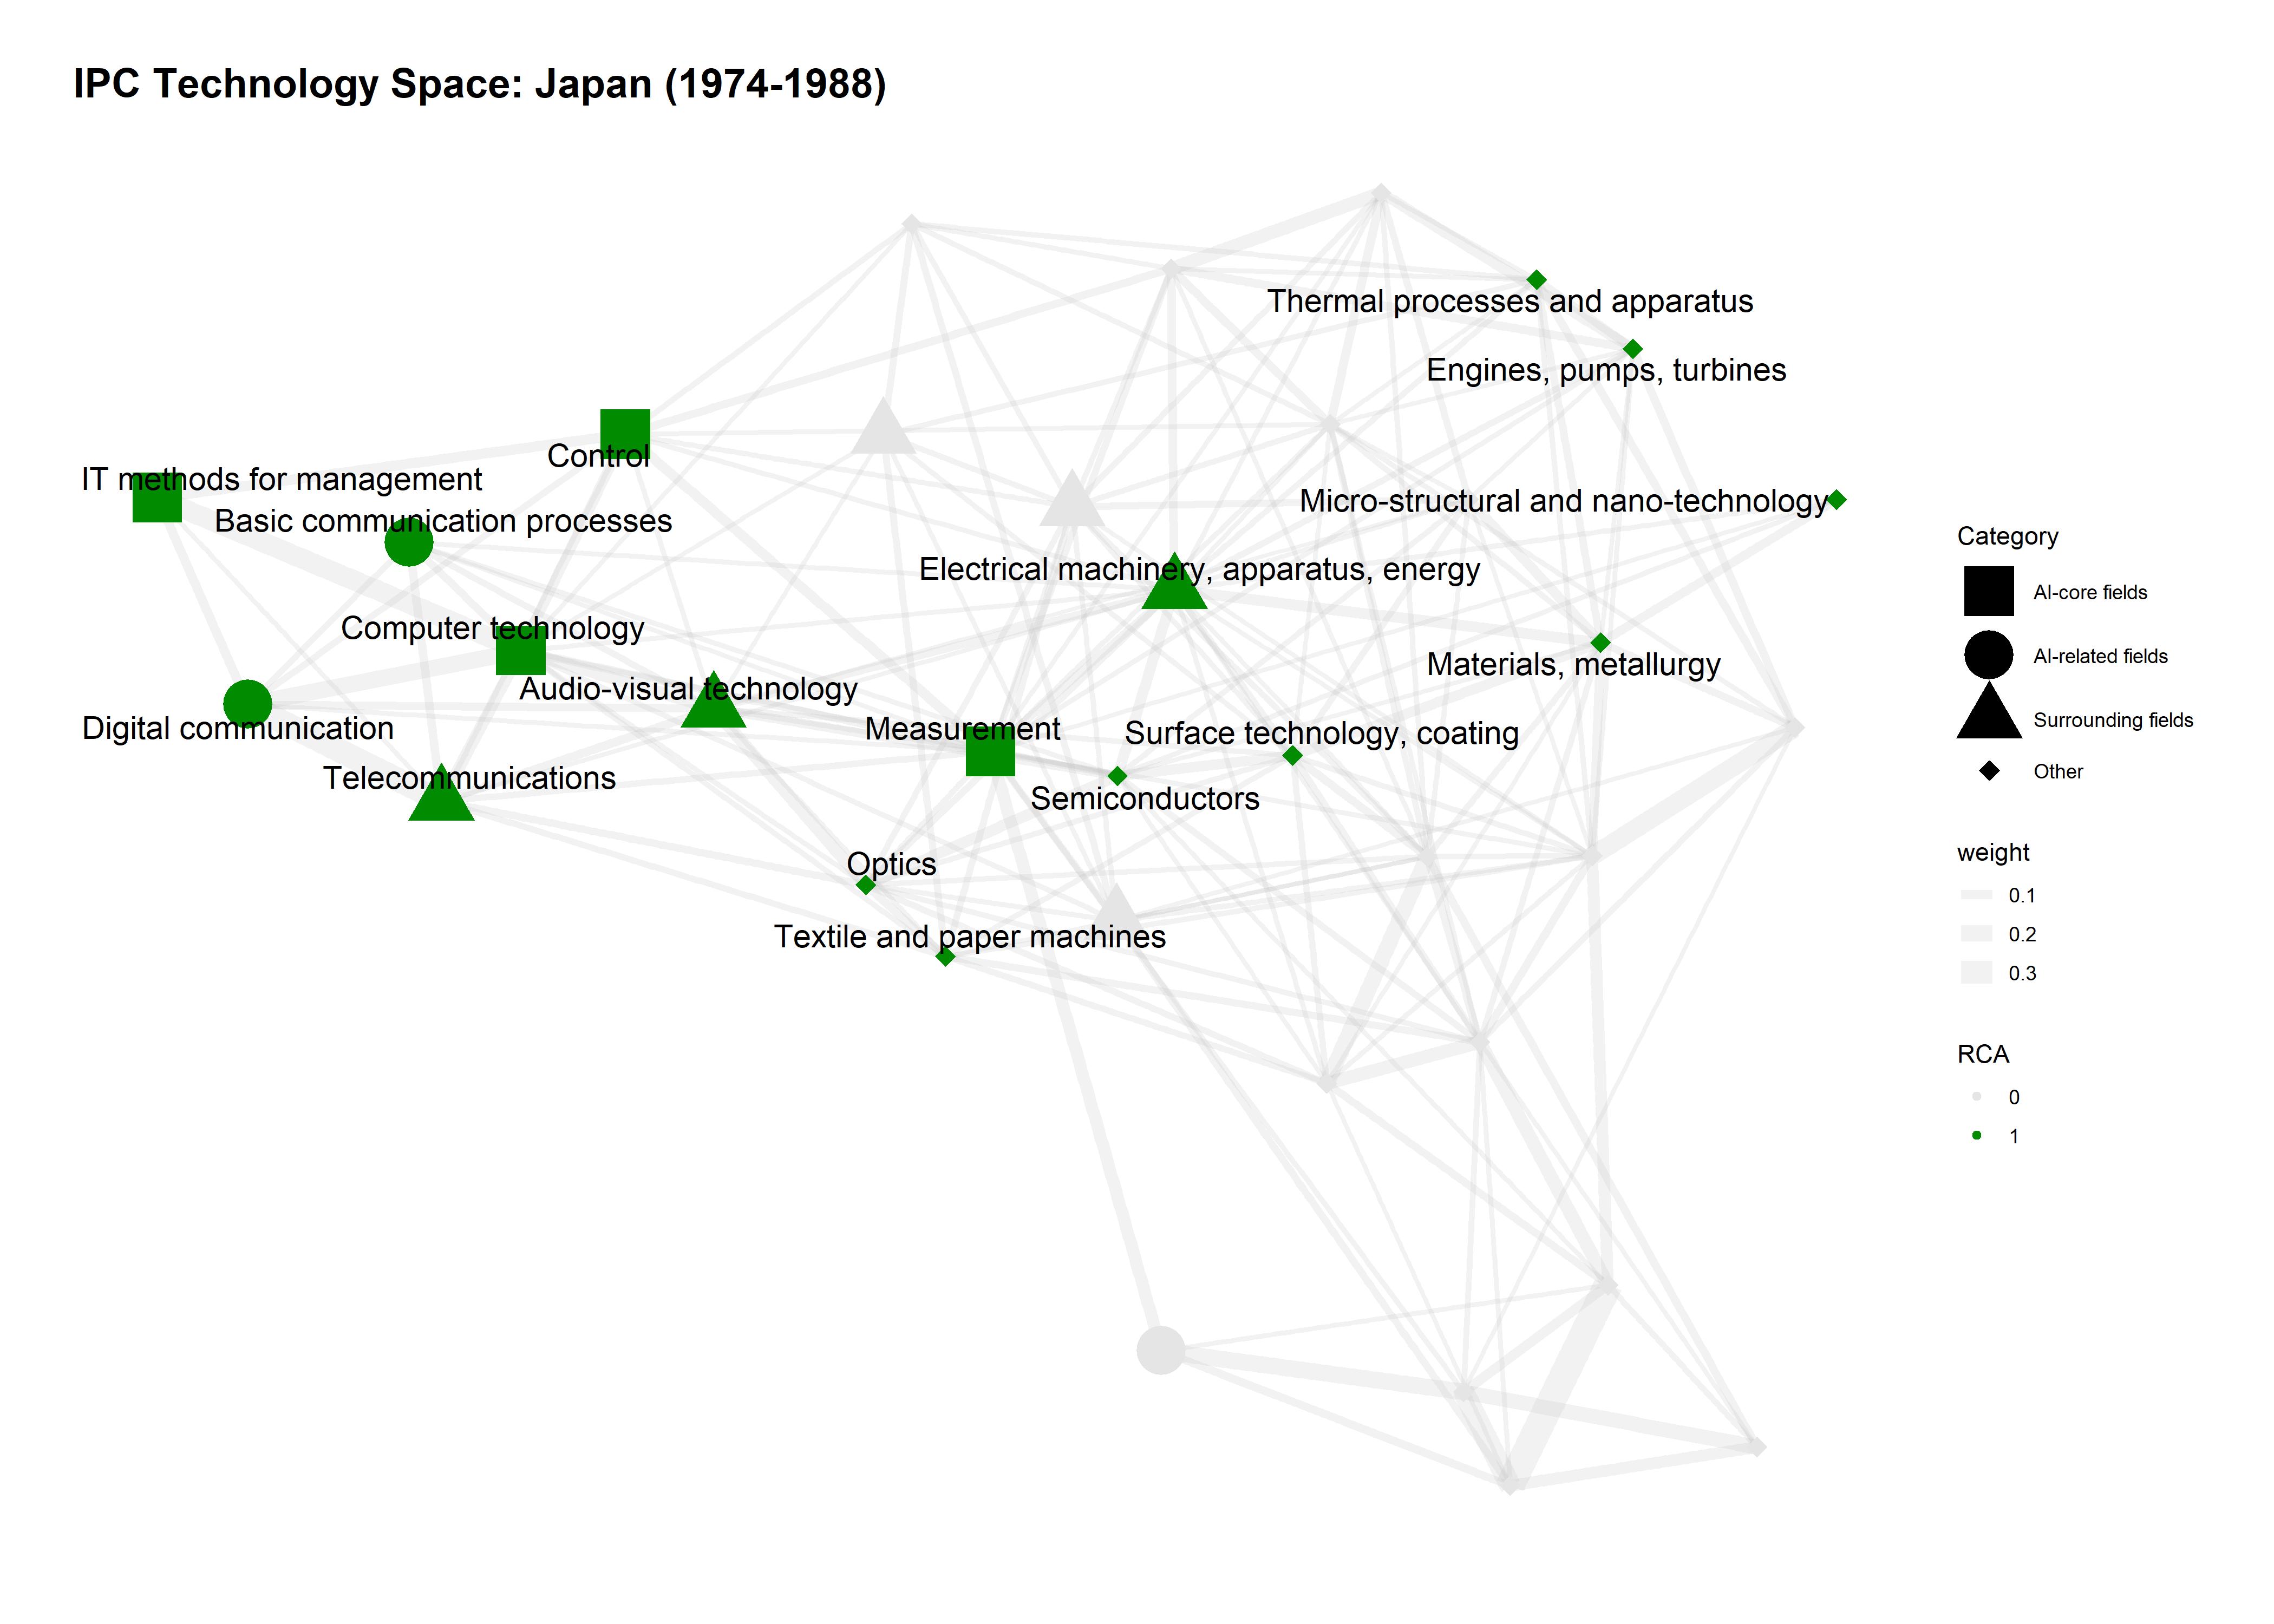 IPC Technology Space: Japan (1974-1988)
Thermal processes and apparatus
Engines, pumps, turbines
Control
IT methods for management
Micro-structural and nano-technology
Basic communication processes
Electrical machinery, apparatus, energy
Computer technology
Materials, metallurgy
Audio-visual technology
Digital communication
Measurement
Surface technology, coating
Telecommunications
Semiconductors
Optics
Textile and paper machines
Category
AI-core fields
AI-related fields
Surrounding fields
Other
weight
0.1
0.2
0.3
RCA
0
1